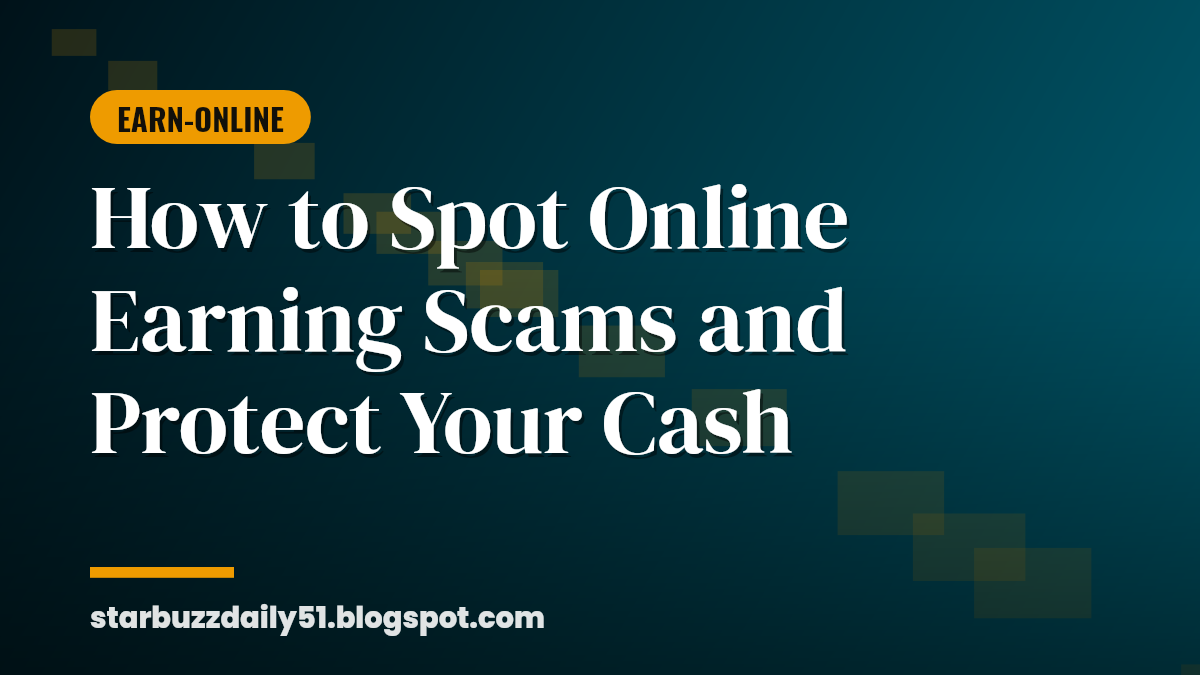 EARN-ONLINE
How to Spot Online
Earning Scams and
Protect Your Cash
starbuzzdaily51.blogspot.com